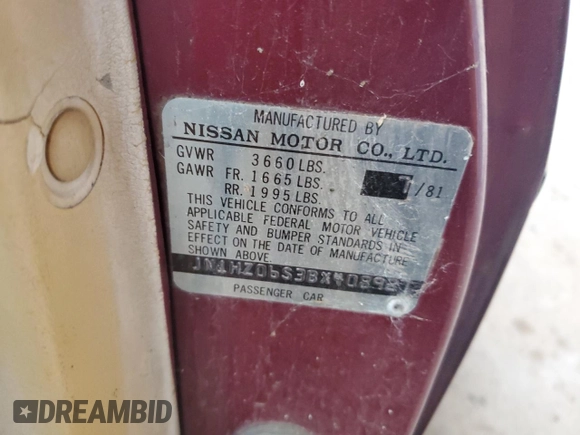 MANUFACTURED BY
NISSAN MOTOR CO., LTD.
GVWR 3660 LBS.
GAWR FR. 1665 LBS. 7/81
RR. 1995 LBS.
THIS VEHICLE CONFORMS TO ALL
APPLICABLE FEDERAL MOTOR VEHICLE
SAFETY AND BUMPER STANDARDS IN
EFFECT ON THE DATE OF MANUFACTURE
SHOWN ABOVE.
PASSENGER CAR
DREAMBID